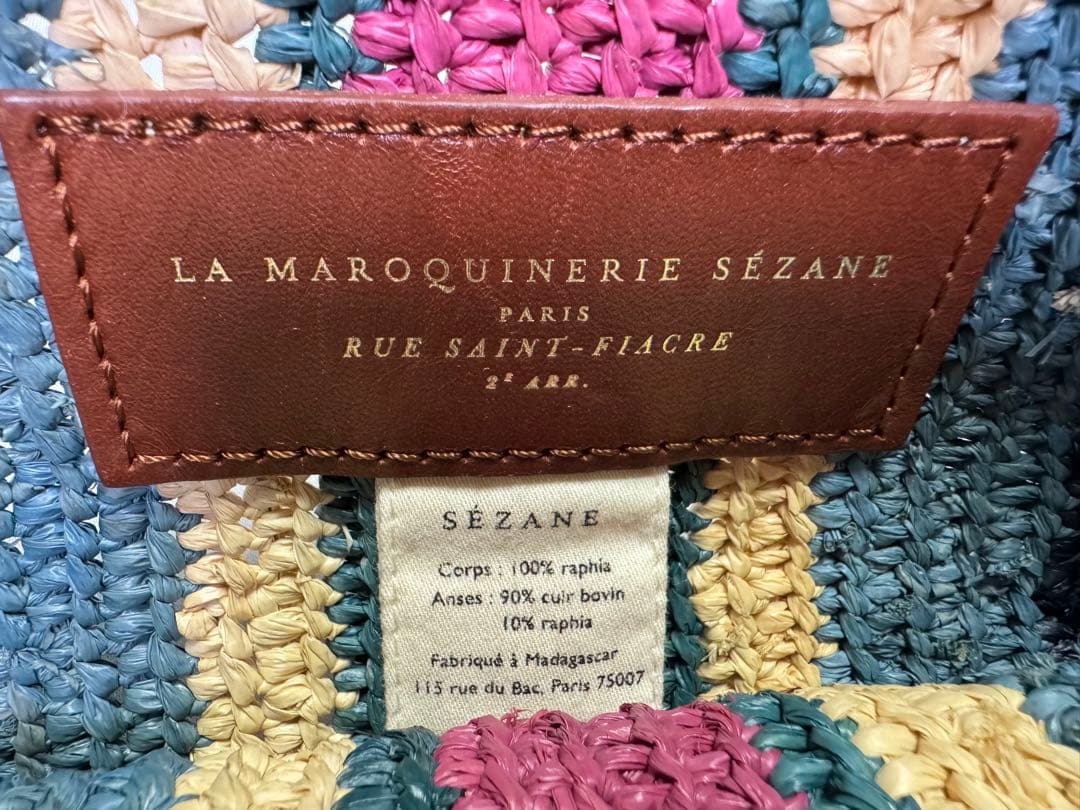 LA MAROQUINERIE SÉZANE
PARIS
RUE SAINT-FIACRE
2E ARR.
SÉZANE
Corps : 100% raphia
Anses : 90% cuir bovin
10% raphia
Fabriqué à Madagascar
115 rue du Bac, Paris 75007